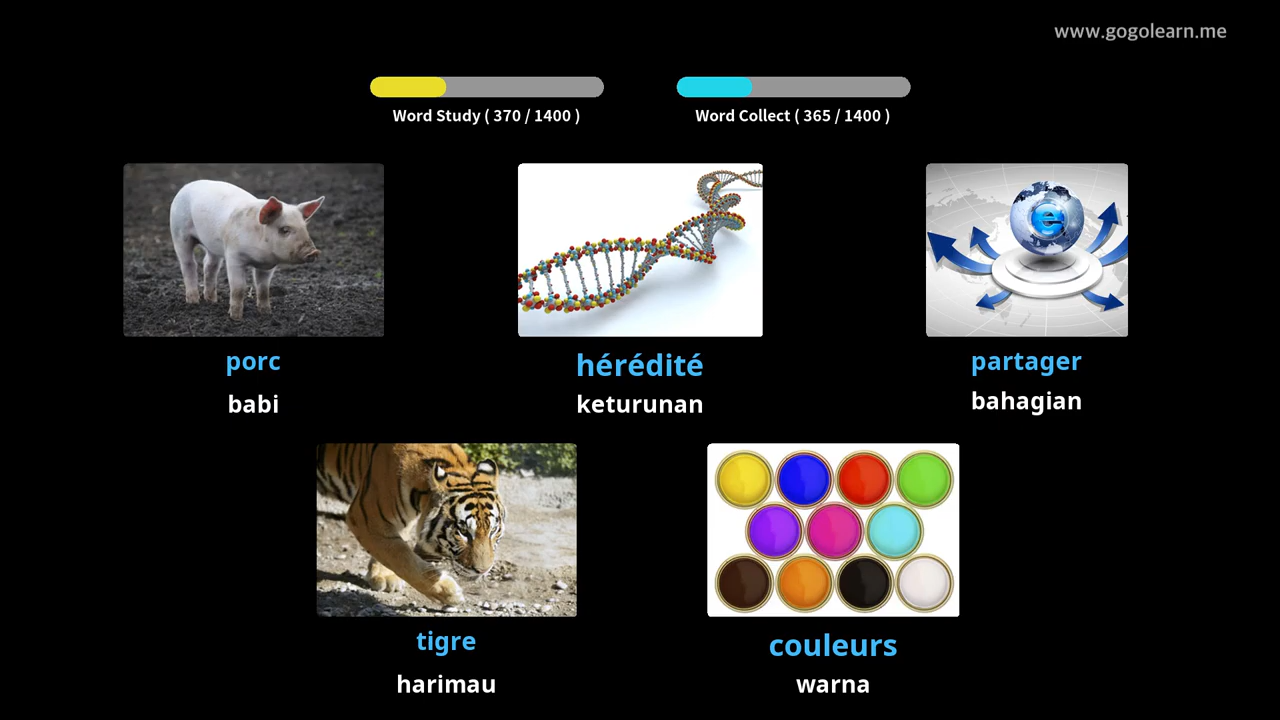 www.gogolearn.me
Word Study ( 370 / 1400 )
Word Collect ( 365 / 1400 )
porc
babi
hérédité
keturunan
e
partager
bahagian
tigre
harimau
couleurs
warna